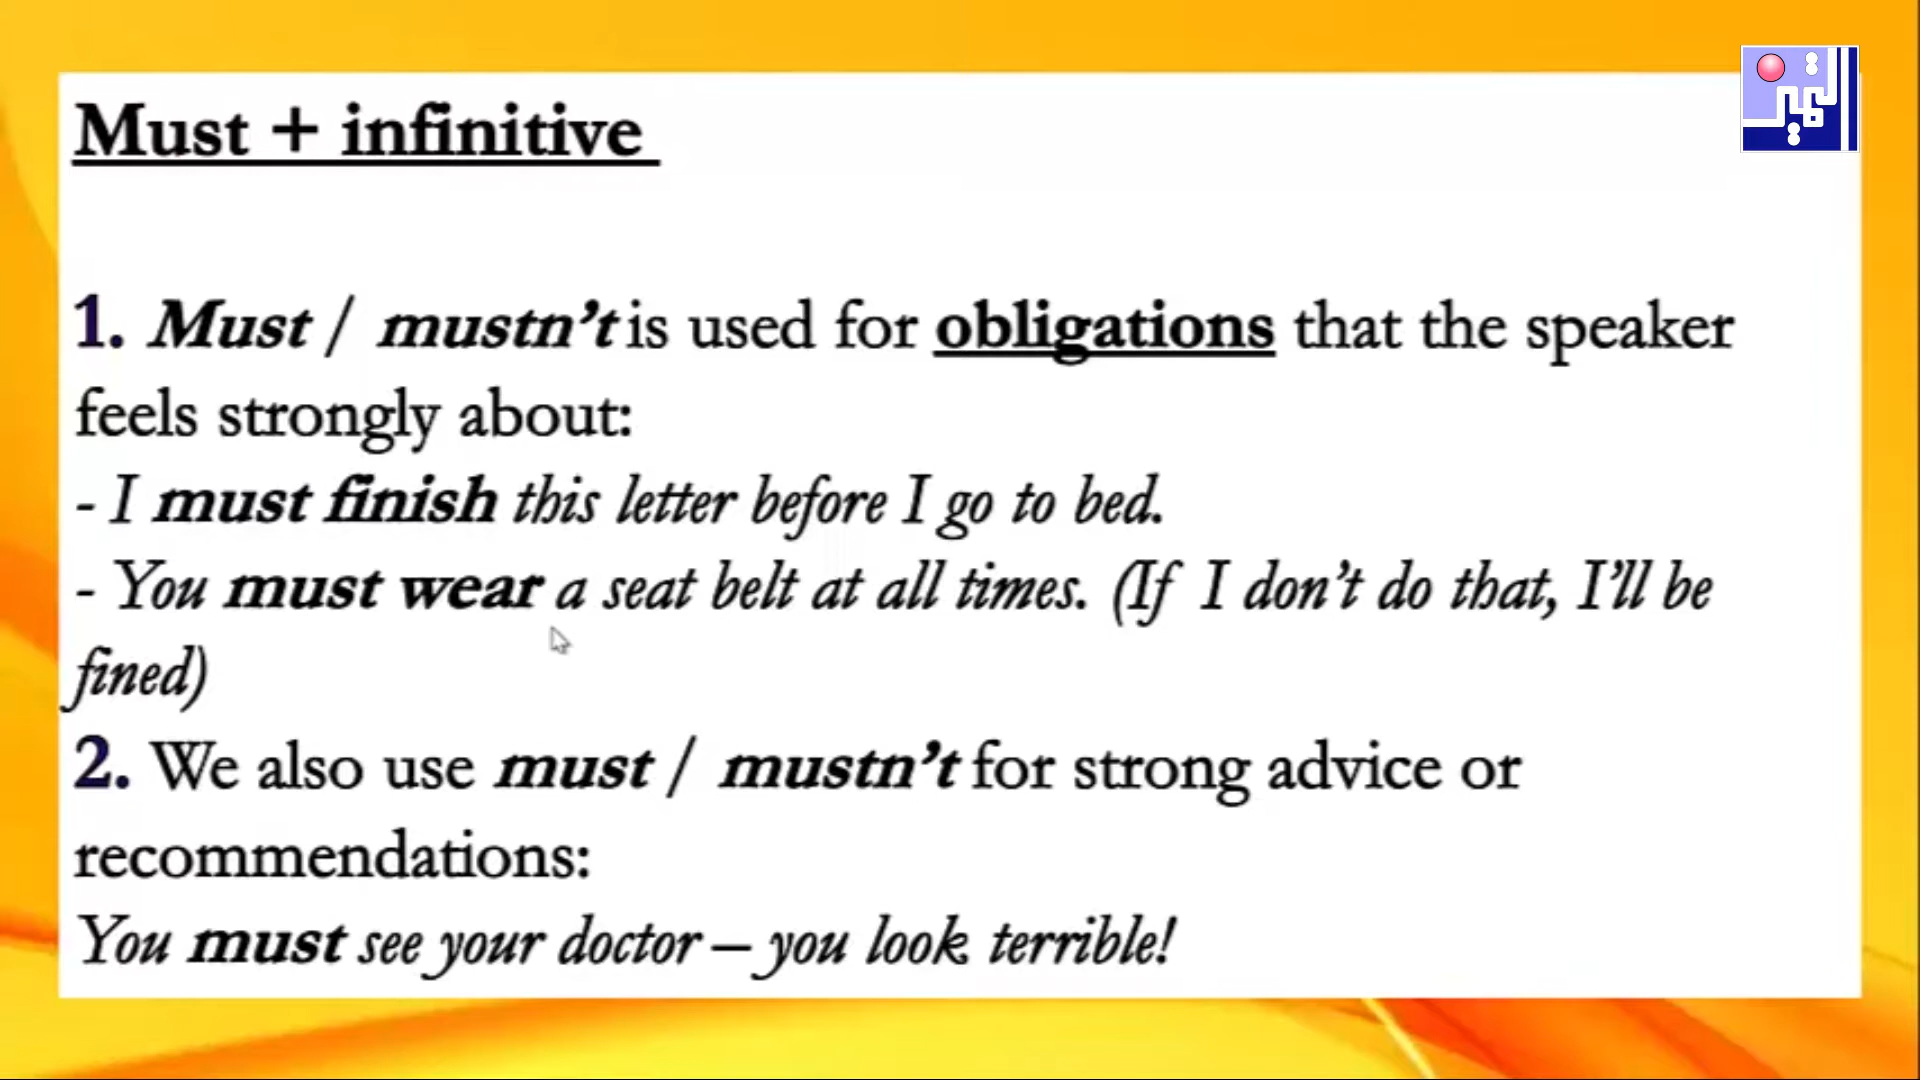 Must + infinitive
1. Must / mustn’t is used for obligations that the speaker
feels strongly about:
- I must finish this letter before I go to bed.
- You must wear a seat belt at all times. (If I don’t do that, I’ll be
fined)
2. We also use must / mustn’t for strong advice or
recommendations:
You must see your doctor – you look terrible!